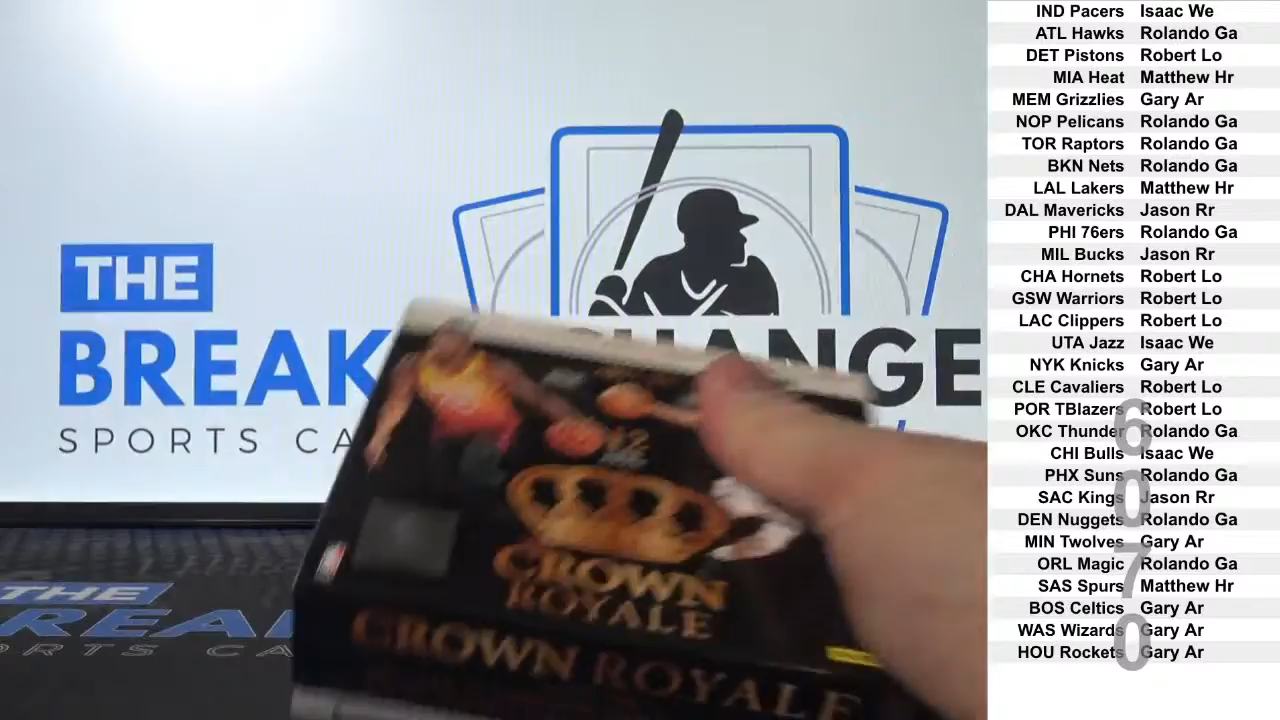 THE
BREAK
CHANGE
SPORTS CA
CROWN
ROYALE
CROWN ROYALE
THE
REA
ORTS CA
IND Pacers Isaac We
ATL Hawks Rolando Ga
DET Pistons Robert Lo
MIA Heat Matthew Hr
MEM Grizzlies Gary Ar
NOP Pelicans Rolando Ga
TOR Raptors Rolando Ga
BKN Nets Rolando Ga
LAL Lakers Matthew Hr
DAL Mavericks Jason Rr
PHI 76ers Rolando Ga
MIL Bucks Jason Rr
CHA Hornets Robert Lo
GSW Warriors Robert Lo
LAC Clippers Robert Lo
UTA Jazz Isaac We
NYK Knicks Gary Ar
CLE Cavaliers Robert Lo
POR TBlazers Robert Lo
OKC Thunder Rolando Ga
CHI Bulls Isaac We
PHX Suns Rolando Ga
SAC Kings Jason Rr
DEN Nuggets Rolando Ga
MIN Twolves Gary Ar
ORL Magic Rolando Ga
SAS Spurs Matthew Hr
BOS Celtics Gary Ar
WAS Wizards Gary Ar
HOU Rockets Gary Ar
6070